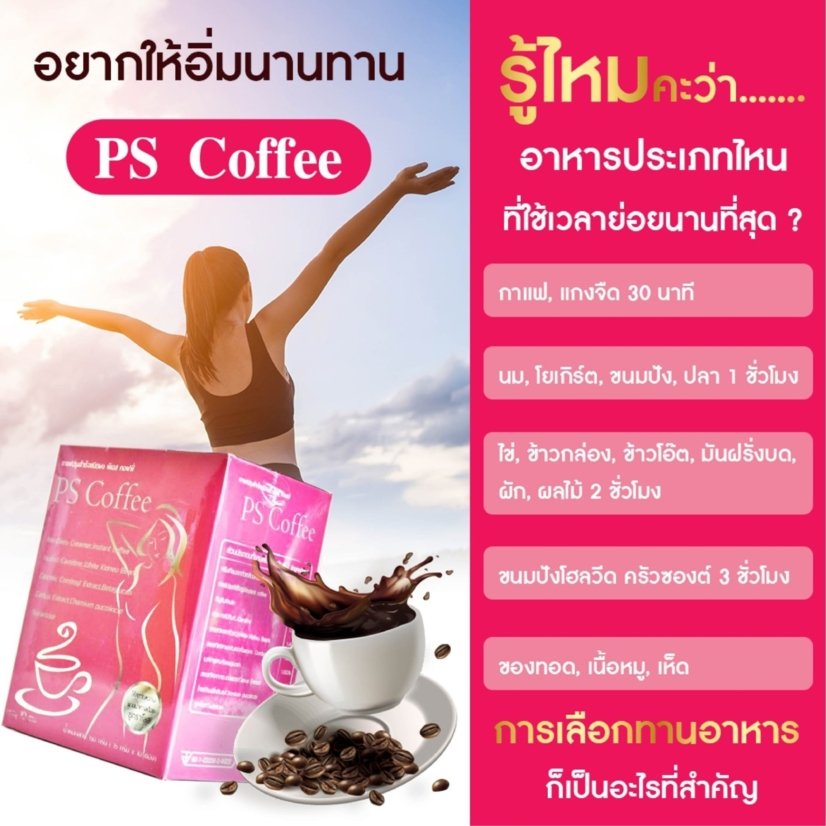 อยากให้อิ่มนานทาน
PS Coffee
รู้ไหมคะว่า.......
อาหารประเภทไหน
ที่ใช้เวลาย่อยนานที่สุด ?
กาแฟ, แกงจืด 30 นาที
นม, โยเกิร์ต, ขนมปัง, ปลา 1 ชั่วโมง
ไข่, ข้าวกล่อง, ข้าวโอ๊ต, มันฝรั่งบด,
ผัก, ผลไม้ 2 ชั่วโมง
ขนมปังโฮลวีด ครัวซองต์ 3 ชั่วโมง
ของทอด, เนื้อหมู, เห็ด
การเลือกทานอาหาร
ก็เป็นอะไรที่สำคัญ
PS Coffee
PS Coffee